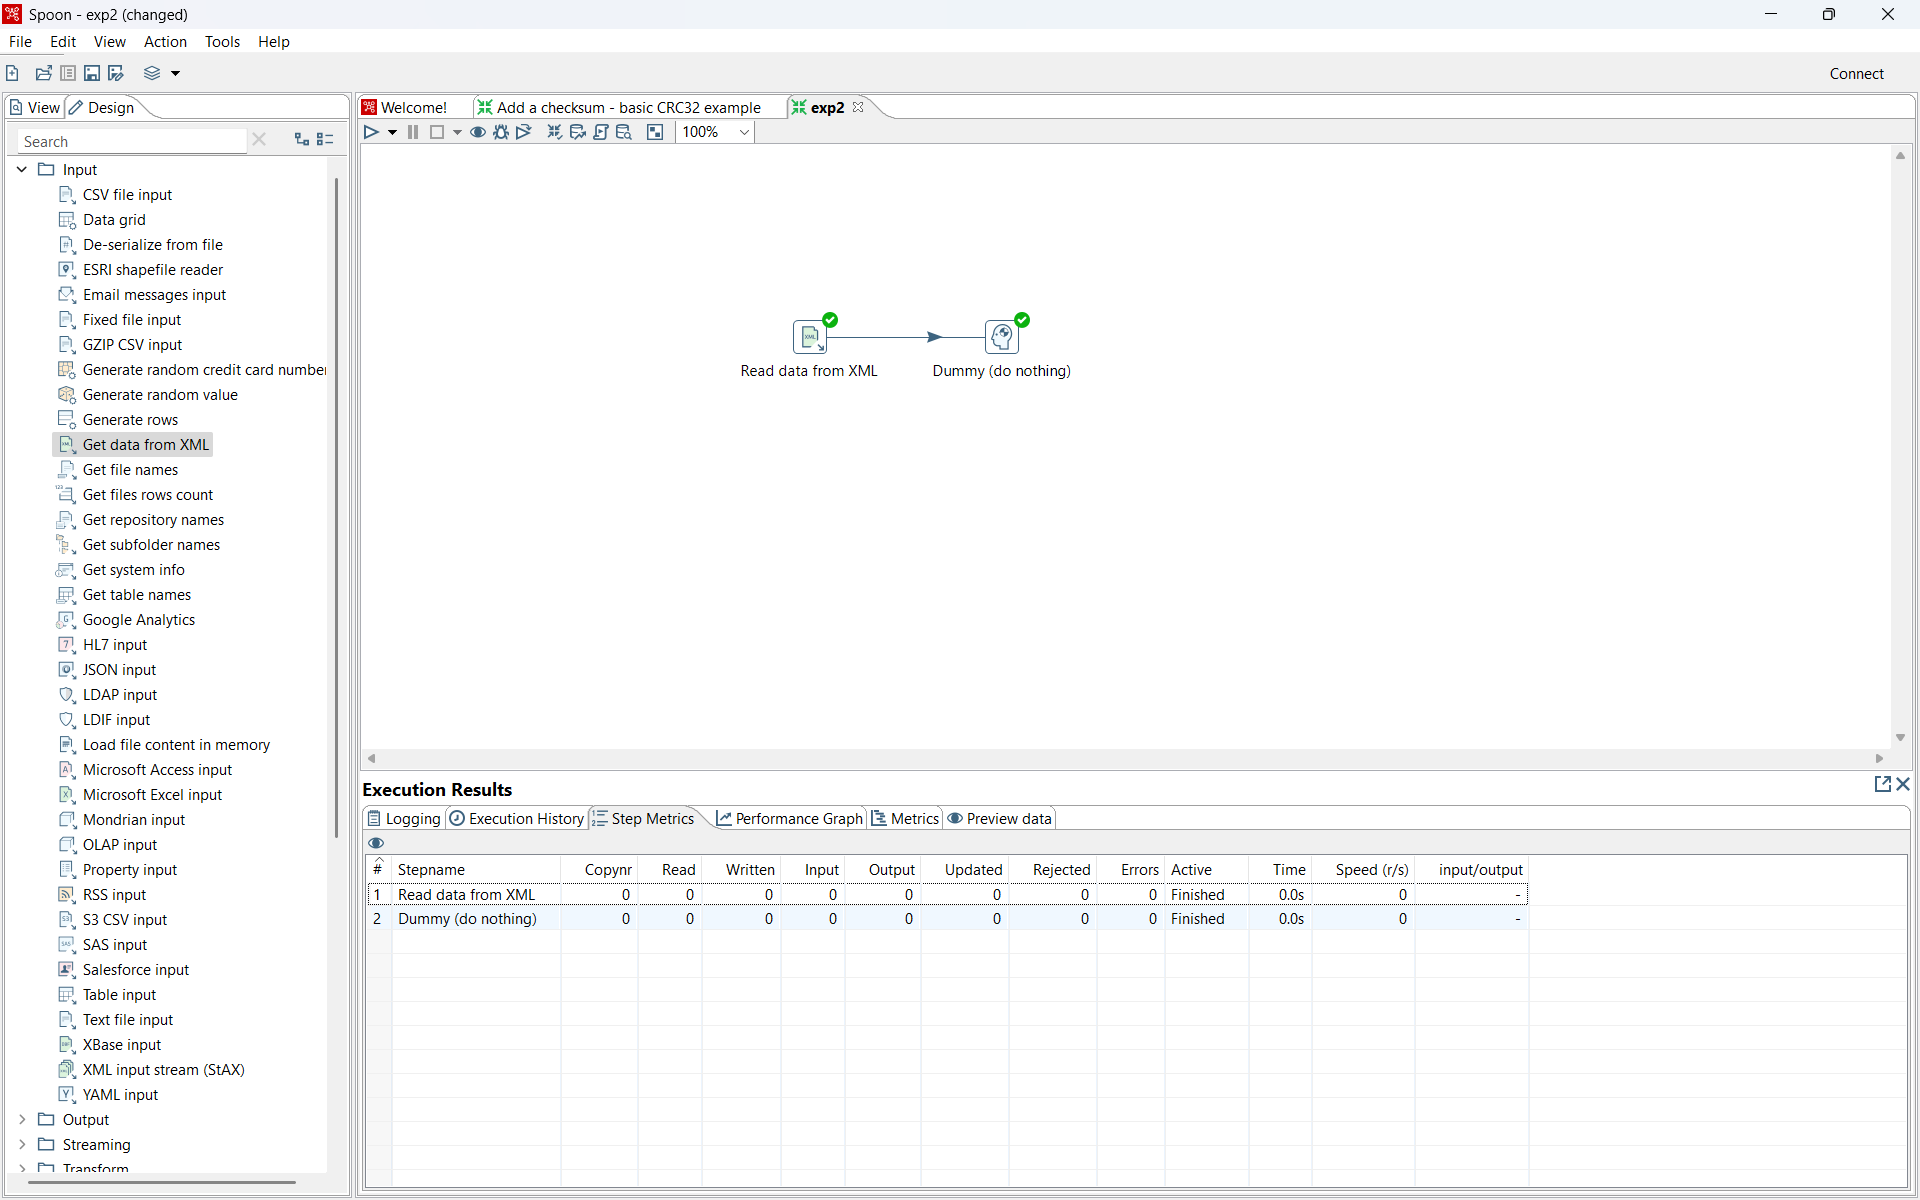 Spoon - exp2 (changed)
File Edit View Action Tools Help
Connect
View Design
Search
Input
CSV file input
Data grid
De-serialize from file
ESRI shapefile reader
Email messages input
Fixed file input
GZIP CSV input
Generate random credit card number
Generate random value
Generate rows
Get data from XML
Get file names
Get files rows count
Get repository names
Get subfolder names
Get system info
Get table names
Google Analytics
HL7 input
JSON input
LDAP input
LDIF input
Load file content in memory
Microsoft Access input
Microsoft Excel input
Mondrian input
OLAP input
Property input
RSS input
S3 CSV input
SAS input
Salesforce input
Table input
Text file input
XBase input
XML input stream (StAX)
YAML input
Output
Streaming
Transform
Welcome! Add a checksum - basic CRC32 example exp2
100%
Read data from XML Dummy (do nothing)
Execution Results
Logging Execution History Step Metrics Performance Graph Metrics Preview data
# Stepname Copynr Read Written Input Output Updated Rejected Errors Active Time Speed (r/s) input/output
1 Read data from XML 0 0 0 0 0 0 0 0 Finished 0.0s 0 -
2 Dummy (do nothing) 0 0 0 0 0 0 0 0 Finished 0.0s 0 -